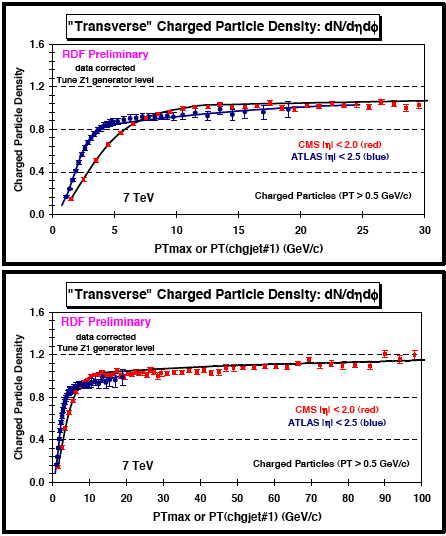 "Transverse" Charged Particle Density: dN/dηdϕ
1.6
RDF Preliminary
data corrected
Tune Z1 generator level
1.2
0.8
CMS |η| < 2.0 (red)
ATLAS |η| < 2.5 (blue)
0.4
7 TeV
Charged Particles (PT > 0.5 GeV/c)
0.0
Charged Particle Density
0 5 10 15 20 25 30
PTmax or PT(chgjet#1) (GeV/c)
"Transverse" Charged Particle Density: dN/dηdϕ
1.6
RDF Preliminary
data corrected
Tune Z1 generator level
1.2
0.8
CMS |η| < 2.0 (red)
ATLAS |η| < 2.5 (blue)
0.4
7 TeV
Charged Particles (PT > 0.5 GeV/c)
0.0
Charged Particle Density
0 10 20 30 40 50 60 70 80 90 100
PTmax or PT(chgjet#1) (GeV/c)